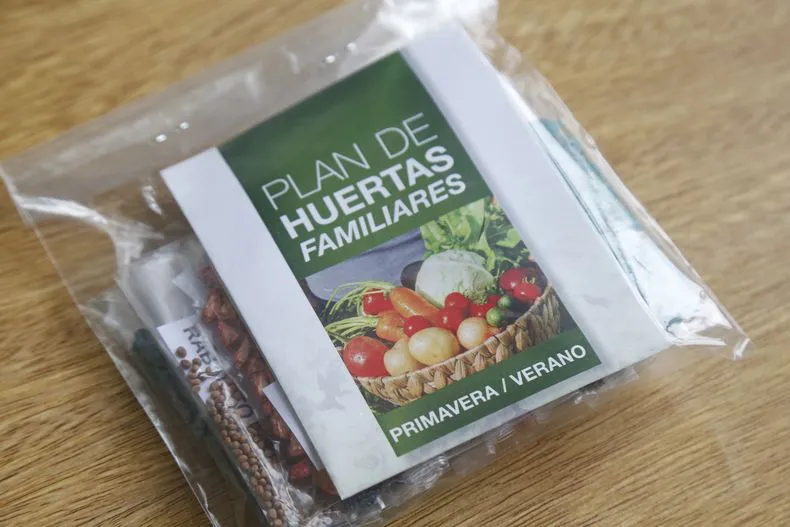 PLAN DE
HUERTAS
FAMILIARES
PRIMAVERA / VERANO